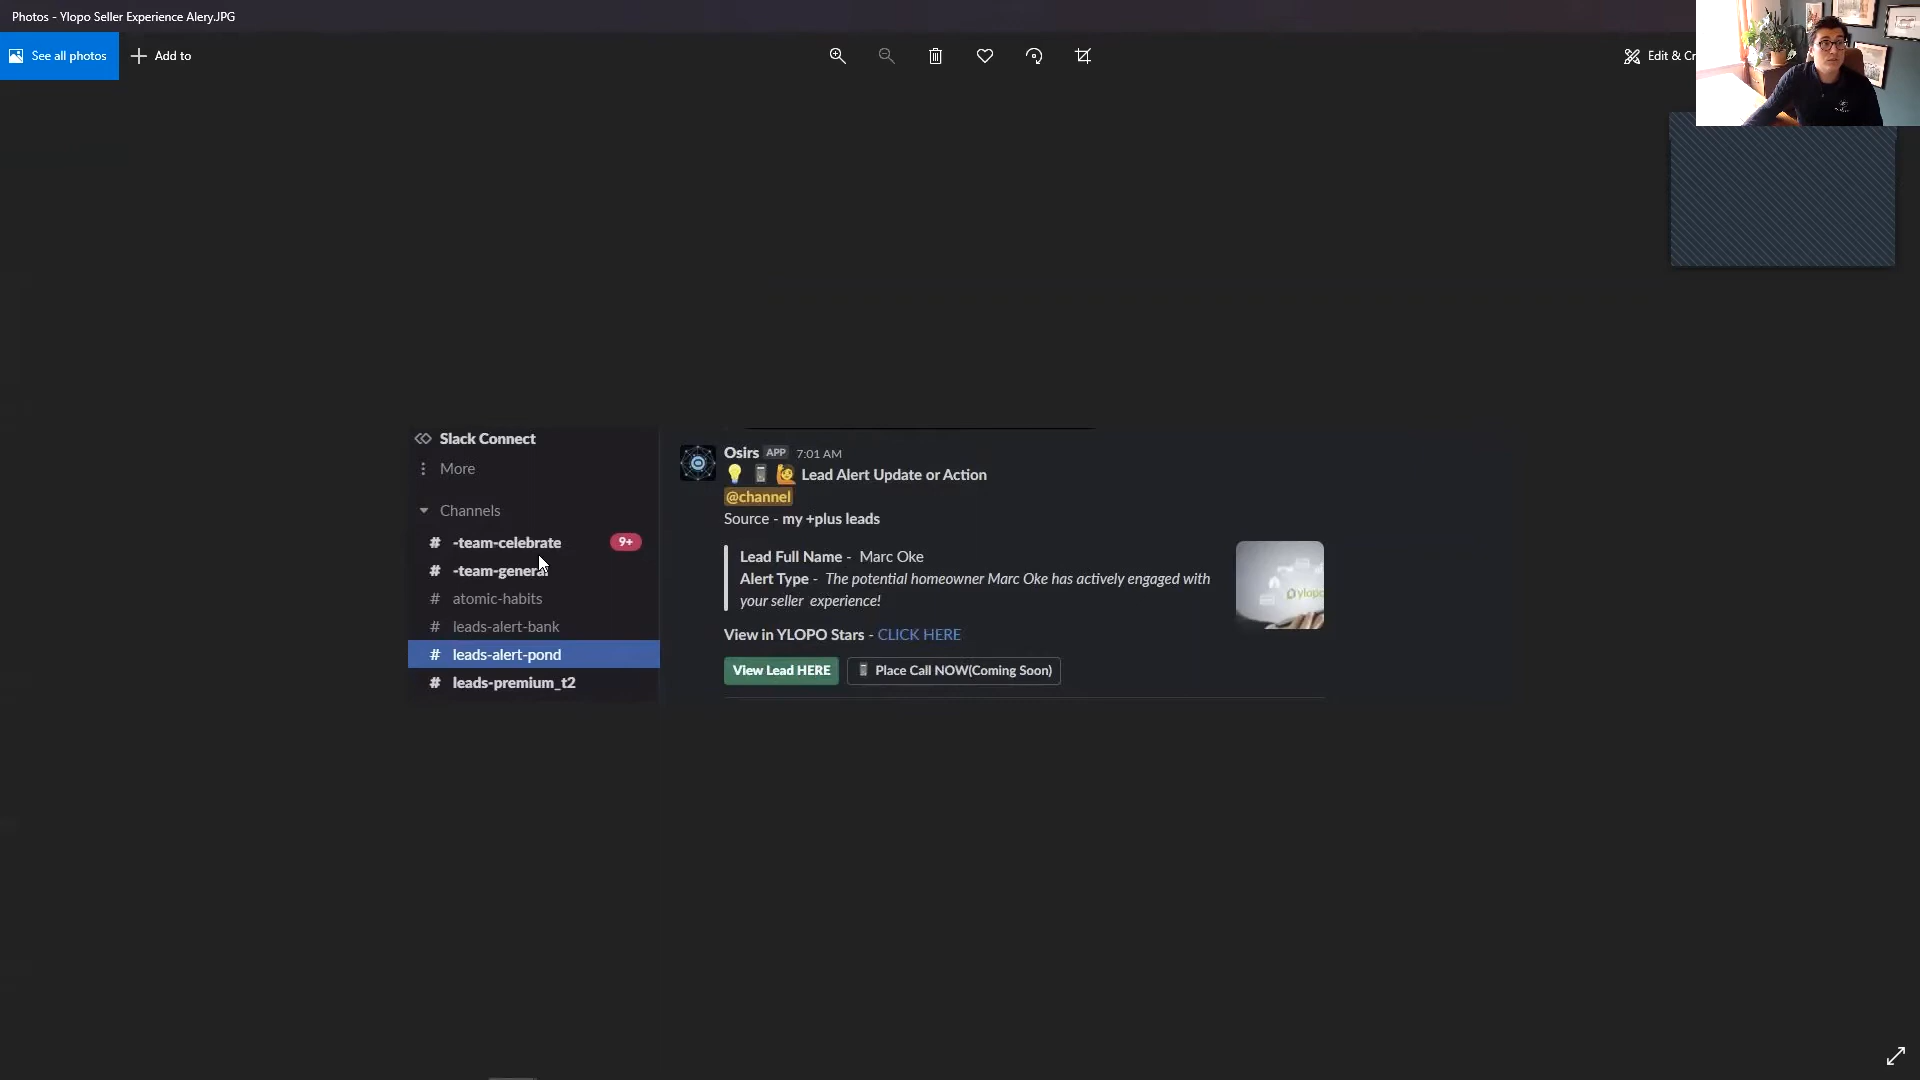 Photos - Ylopo Seller Experience Alery.JPG
See all photos
Add to
Edit & Cr
Slack Connect
More
Channels
# -team-celebrate 9+
# -team-general
# atomic-habits
# leads-alert-bank
# leads-alert-pond
# leads-premium_t2
Osirs APP 7:01 AM
Lead Alert Update or Action
@channel
Source - my +plus leads
Lead Full Name - Marc Oke
Alert Type - The potential homeowner Marc Oke has actively engaged with
your seller experience!
ylopo
View in YLOPO Stars - CLICK HERE
View Lead HERE
Place Call NOW(Coming Soon)